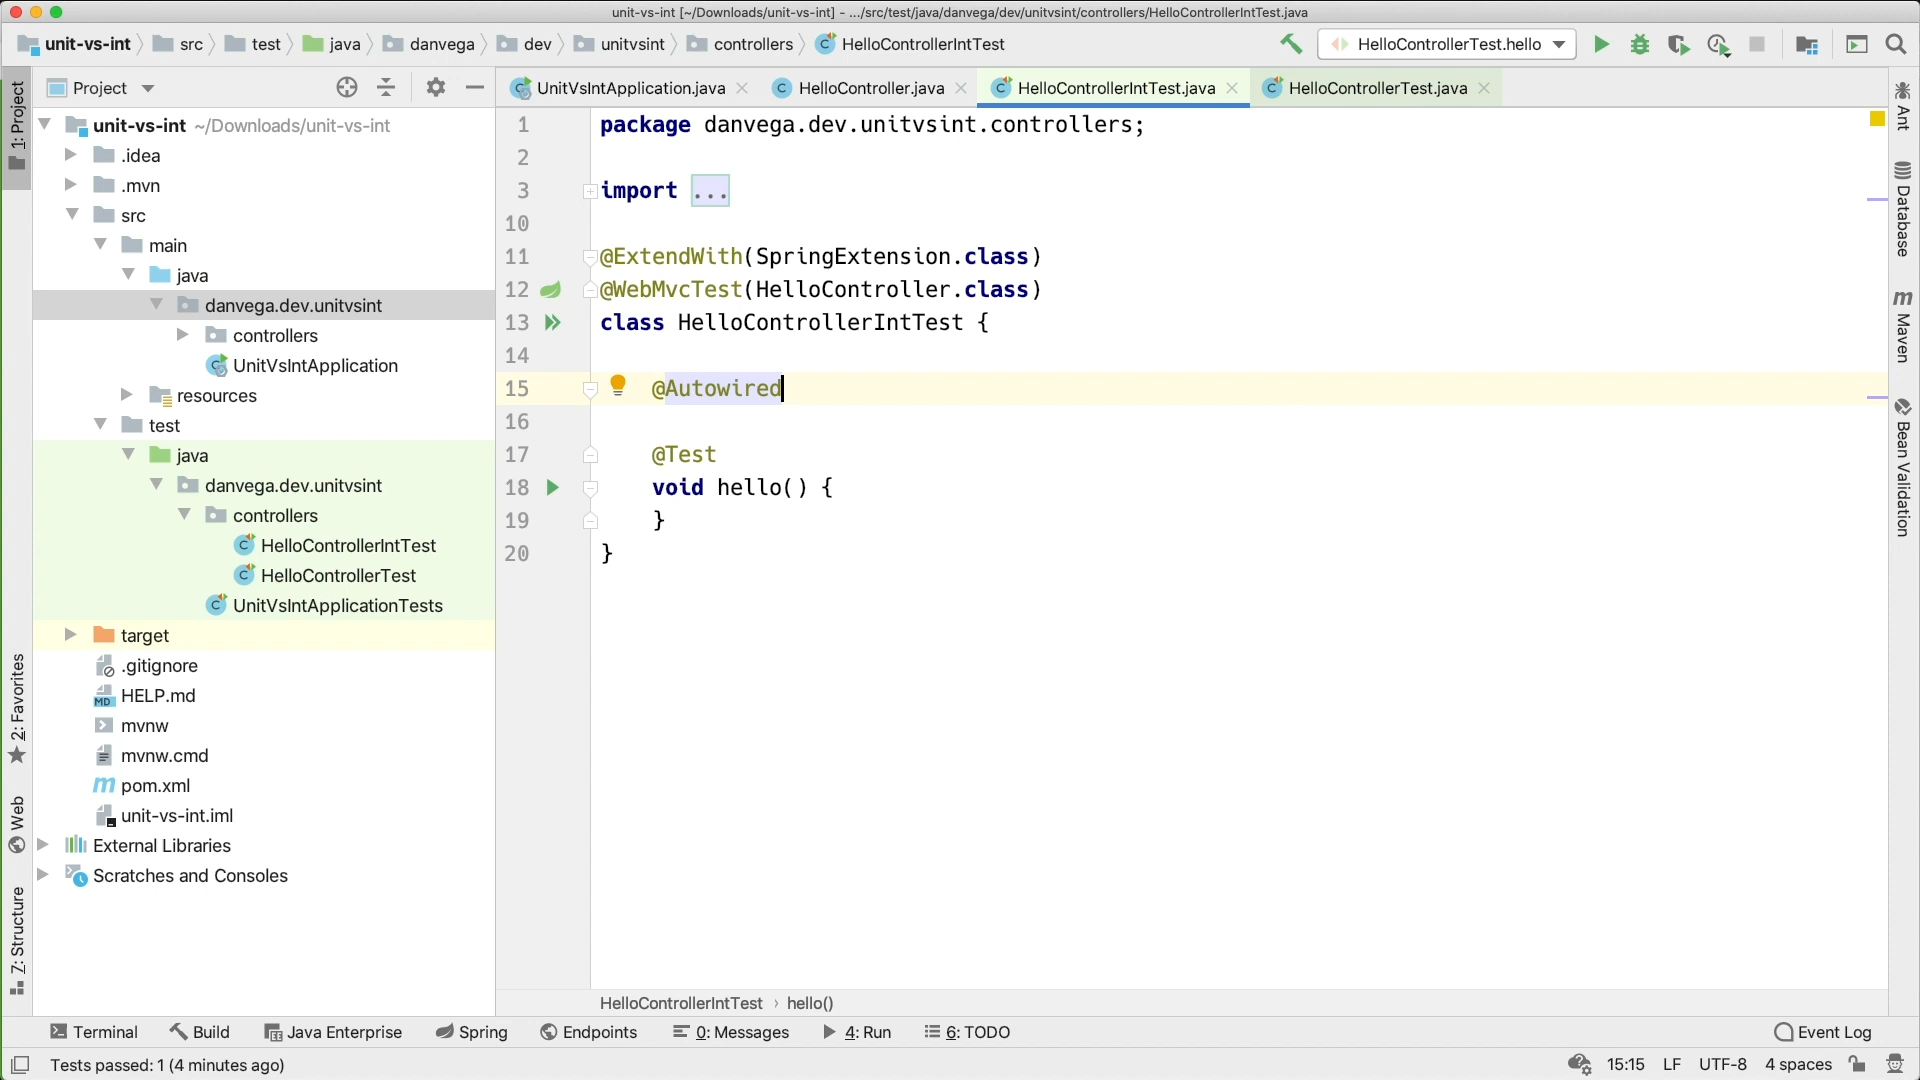 unit-vs-int [~/Downloads/unit-vs-int] - .../src/test/java/danvega/dev/unitvsint/controllers/HelloControllerIntTest.java
unit-vs-int src test java danvega dev unitvsint controllers HelloControllerIntTest HelloControllerTest.hello
Project
UnitVsIntApplication.java HelloController.java HelloControllerIntTest.java HelloControllerTest.java
1: Project
2: Favorites
Web
Z: Structure
unit-vs-int ~/Downloads/unit-vs-int
.idea
.mvn
src
main
java
danvega.dev.unitvsint
controllers
UnitVsIntApplication
resources
test
java
danvega.dev.unitvsint
controllers
HelloControllerIntTest
HelloControllerTest
UnitVsIntApplicationTests
target
.gitignore
HELP.md
mvnw
mvnw.cmd
pom.xml
unit-vs-int.iml
External Libraries
Scratches and Consoles
1 package danvega.dev.unitvsint.controllers;
2
3 import ...
10
11 @ExtendWith(SpringExtension.class)
12 @WebMvcTest(HelloController.class)
13 class HelloControllerIntTest {
14
15 @Autowired
16
17 @Test
18 void hello() {
19 }
20 }
Ant
Database
Maven
Bean Validation
HelloControllerIntTest › hello()
Terminal Build Java Enterprise Spring Endpoints 0: Messages 4: Run 6: TODO Event Log
Tests passed: 1 (4 minutes ago) 15:15 LF UTF-8 4 spaces